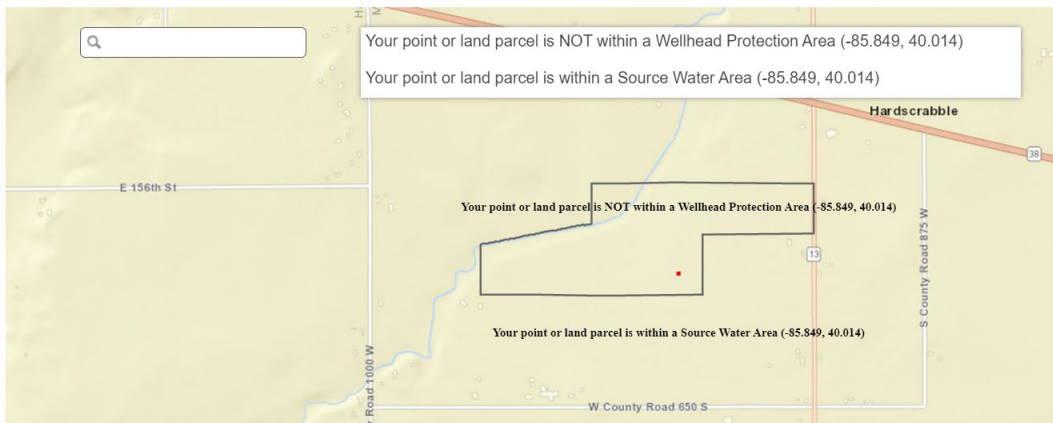 Your point or land parcel is NOT within a Wellhead Protection Area (-85.849, 40.014)
Your point or land parcel is within a Source Water Area (-85.849, 40.014)
Hardscrabble
38
E 156th St
Your point or land parcel is NOT within a Wellhead Protection Area (-85.849, 40.014)
13
S County Road 875 W
Your point or land parcel is within a Source Water Area (-85.849, 40.014)
Road 1000 W
W County Road 650 S